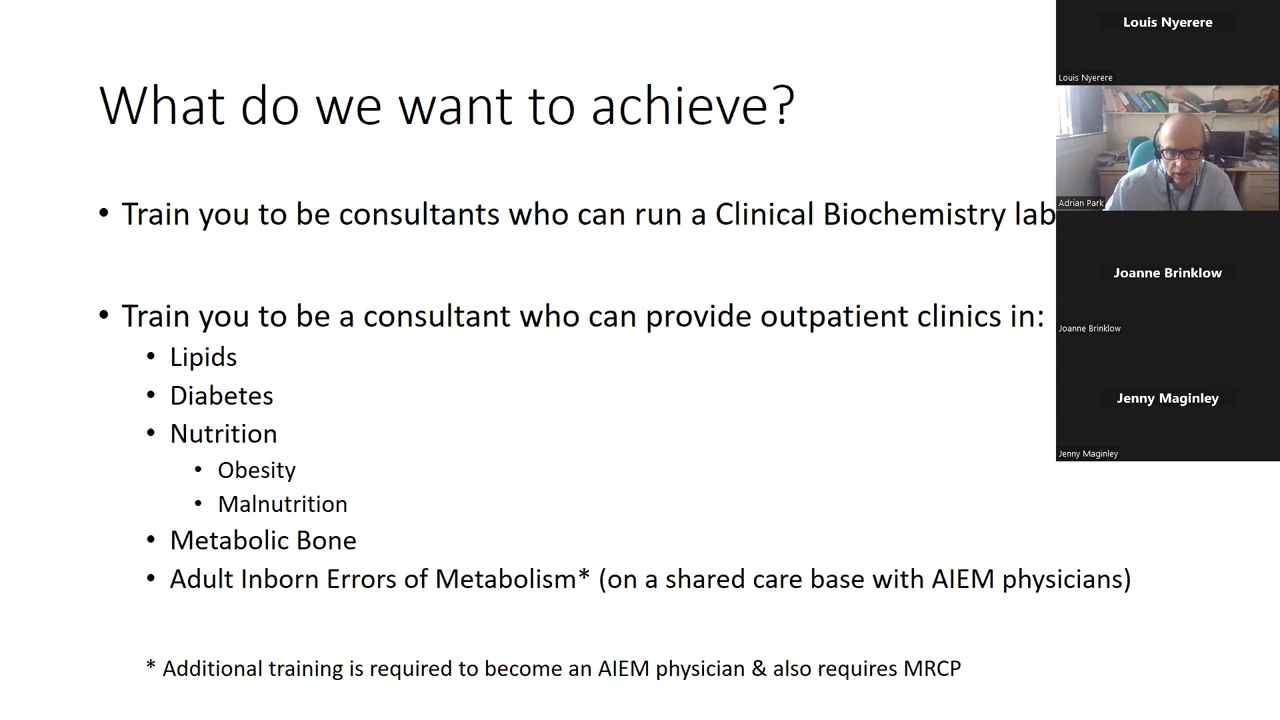 What do we want to achieve?
• Train you to be consultants who can run a Clinical Biochemistry lab
• Train you to be a consultant who can provide outpatient clinics in:
• Lipids
• Diabetes
• Nutrition
• Obesity
• Malnutrition
• Metabolic Bone
• Adult Inborn Errors of Metabolism* (on a shared care base with AIEM physicians)
* Additional training is required to become an AIEM physician & also requires MRCP
Louis Nyerere
Louis Nyerere
Adrian Park
Joanne Brinklow
Joanne Brinklow
Jenny Maginley
Jenny Maginley